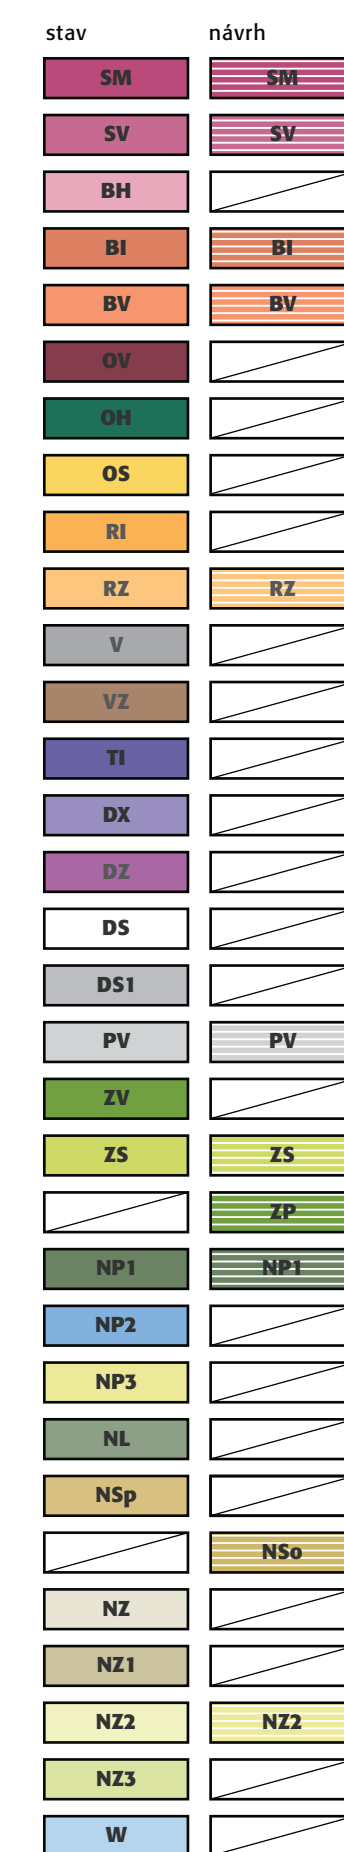 stav návrh
SM SM
SV SV
BH
BI BI
BV BV
OV
OH
OS
RI
RZ RZ
V
VZ
TI
DX
DZ
DS
DS1
PV PV
ZV
ZS ZS
ZP
NP1 NP1
NP2
NP3
NL
NSp
NSo
NZ
NZ1
NZ2 NZ2
NZ3
W